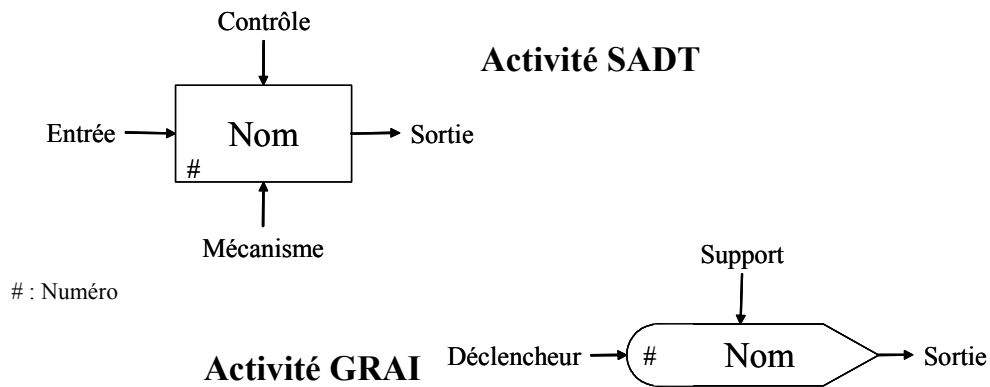 Contrôle
Activité SADT
Entrée
Nom
Sortie
#
Mécanisme
# : Numéro
Support
Activité GRAI
Déclencheur
#
Nom
Sortie